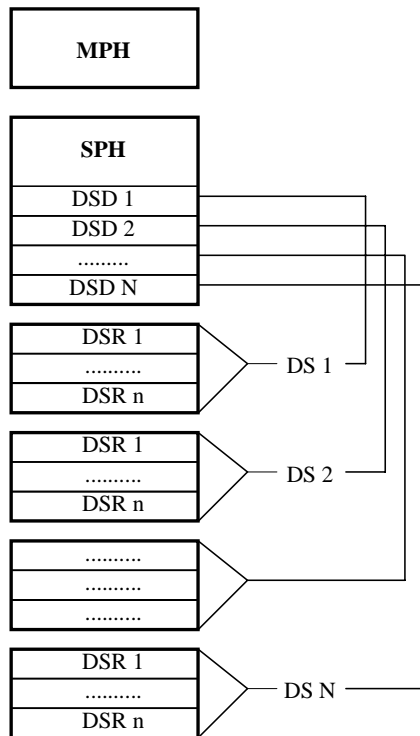 MPH
SPH
DSD 1
DSD 2
.........
DSD N
DSR 1
..........
DSR n
DS 1
DSR 1
..........
DSR n
DS 2
..........
..........
..........
DSR 1
..........
DSR n
DS N